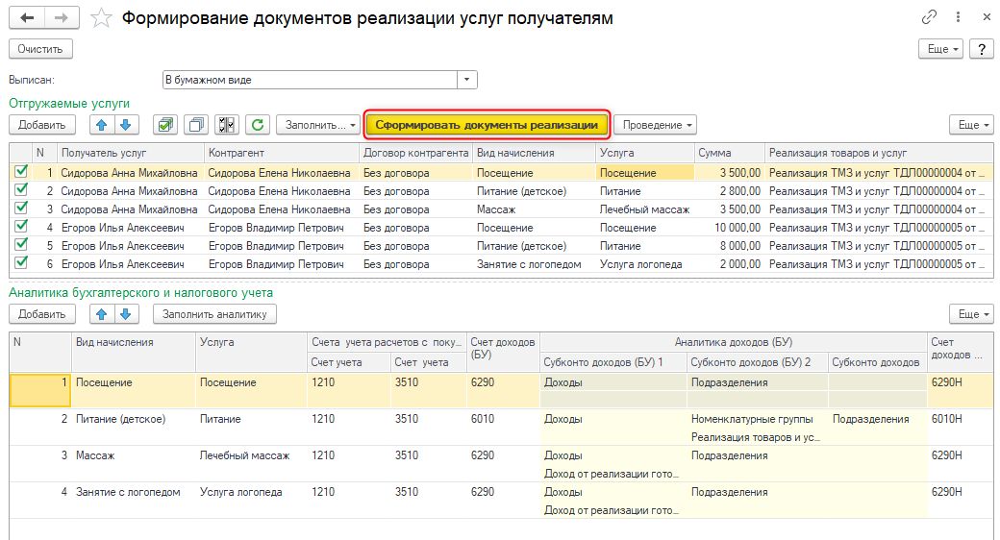 Формирование документов реализации услуг получателям
Очистить
Еще
?
Выписан:
В бумажном виде
Отгружаемые услуги
Добавить
Заполнить...
Сформировать документы реализации
Проведение
Еще
N Получатель услуг Контрагент Договор контрагента Вид начисления Услуга Сумма Реализация товаров и услуг
1 Сидорова Анна Михайловна Сидорова Елена Николаевна Без договора Посещение Посещение 3 500,00 Реализация ТМЗ и услуг ТДЛ00000004 от ...
2 Сидорова Анна Михайловна Сидорова Елена Николаевна Без договора Питание (детское) Питание 2 800,00 Реализация ТМЗ и услуг ТДЛ00000004 от ...
3 Сидорова Анна Михайловна Сидорова Елена Николаевна Без договора Массаж Лечебный массаж 3 500,00 Реализация ТМЗ и услуг ТДЛ00000004 от ...
4 Егоров Илья Алексеевич Егоров Владимир Петрович Без договора Посещение Посещение 10 000,00 Реализация ТМЗ и услуг ТДЛ00000005 от ...
5 Егоров Илья Алексеевич Егоров Владимир Петрович Без договора Питание (детское) Питание 8 000,00 Реализация ТМЗ и услуг ТДЛ00000005 от ...
6 Егоров Илья Алексеевич Егоров Владимир Петрович Без договора Занятие с логопедом Услуга логопеда 2 000,00 Реализация ТМЗ и услуг ТДЛ00000005 от ...
Аналитика бухгалтерского и налогового учета
Добавить
Заполнить аналитику
Еще
N Вид начисления Услуга Счета учета расчетов с поку... Счет доходов (БУ) Аналитика доходов (БУ) Счет доходов ...
Счет учета Счет учета Субконто доходов (БУ) 1 Субконто доходов (БУ) 2 Субконто доходов
1 Посещение Посещение 1210 3510 6290 Доходы Подразделения 6290Н
2 Питание (детское) Питание 1210 3510 6010 Доходы Номенклатурные группы Подразделения 6010Н
Реализация товаров и ус...
3 Массаж Лечебный массаж 1210 3510 6290 Доходы Подразделения 6290Н
Доход от реализации гото...
4 Занятие с логопедом Услуга логопеда 1210 3510 6290 Доходы Подразделения 6290Н
Доход от реализации гото...